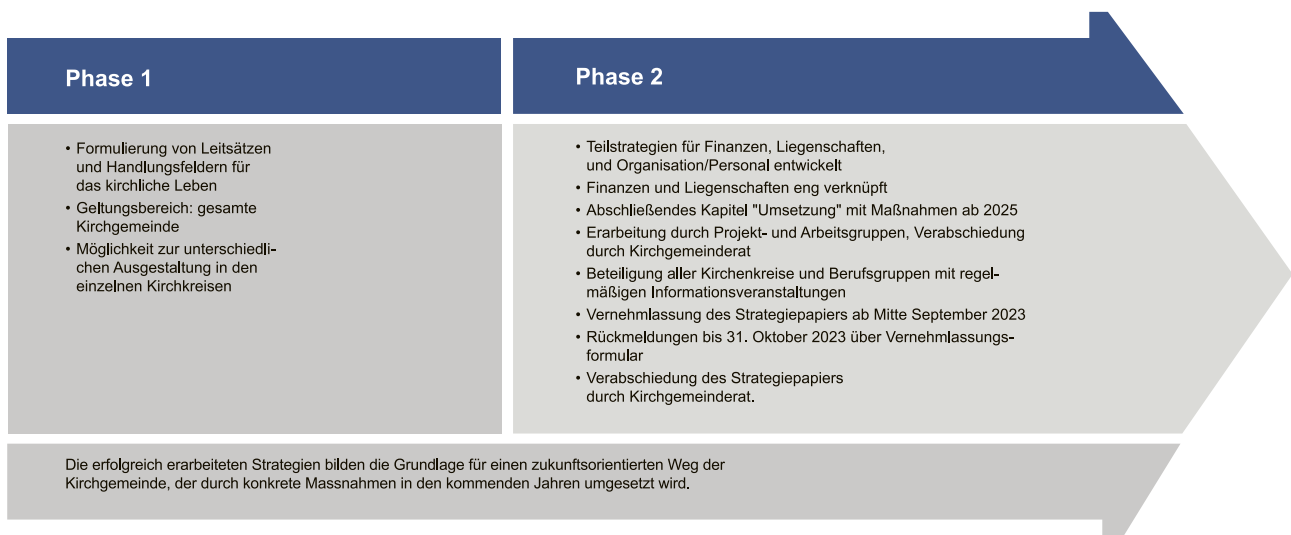 Phase 1
• Formulierung von Leitsätzen
und Handlungsfeldern für
das kirchliche Leben
• Geltungsbereich: gesamte
Kirchgemeinde
• Möglichkeit zur unterschiedli-
chen Ausgestaltung in den
einzelnen Kirchkreisen
Phase 2
• Teilstrategien für Finanzen, Liegenschaften,
und Organisation/Personal entwickelt
• Finanzen und Liegenschaften eng verknüpft
• Abschließendes Kapitel "Umsetzung" mit Maßnahmen ab 2025
• Erarbeitung durch Projekt- und Arbeitsgruppen, Verabschiedung
durch Kirchgemeinderat
• Beteiligung aller Kirchenkreise und Berufsgruppen mit regel-
mäßigen Informationsveranstaltungen
• Vernehmlassung des Strategiepapiers ab Mitte September 2023
• Rückmeldungen bis 31. Oktober 2023 über Vernehmlassungs-
formular
• Verabschiedung des Strategiepapiers
durch Kirchgemeinderat.
Die erfolgreich erarbeiteten Strategien bilden die Grundlage für einen zukunftsorientierten Weg der
Kirchgemeinde, der durch konkrete Massnahmen in den kommenden Jahren umgesetzt wird.